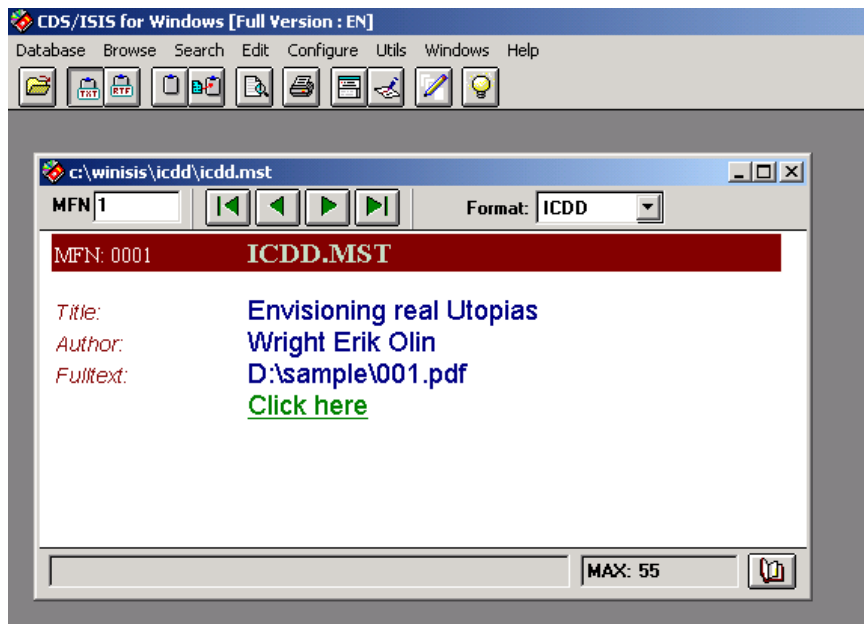 CDS/ISIS for Windows [Full Version : EN]
Database Browse Search Edit Configure Utils Windows Help
TXT RTF
c:\winisis\icdd\icdd.mst
MFN 1 Format: ICDD
MFN: 0001 ICDD.MST
Title: Envisioning real Utopias
Author: Wright Erik Olin
Fulltext: D:\sample\001.pdf
Click here
MAX: 55